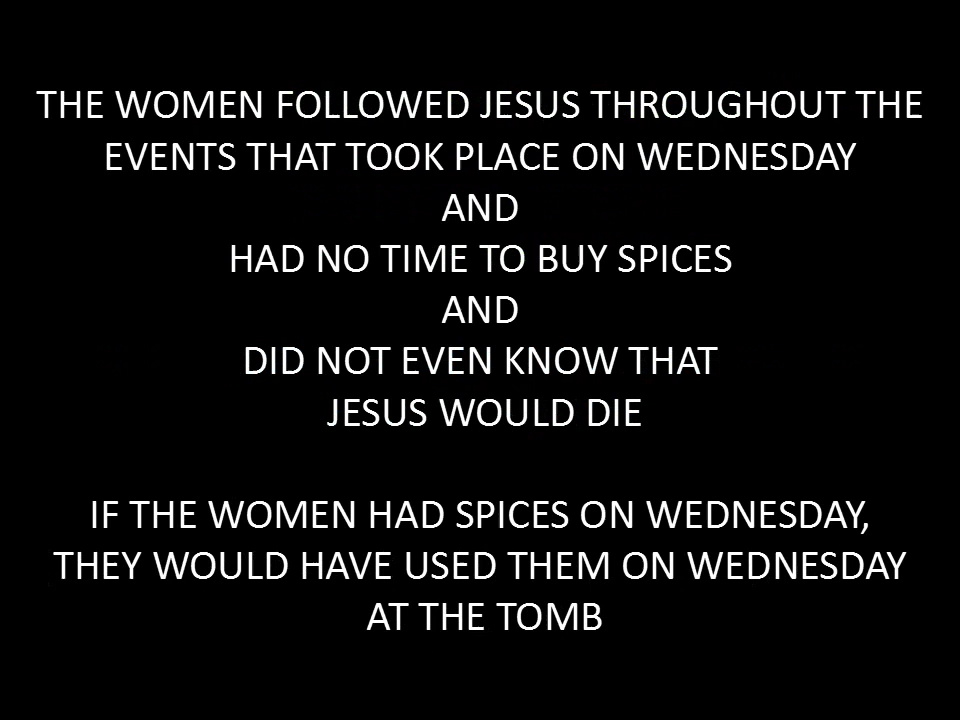 THE WOMEN FOLLOWED JESUS THROUGHOUT THE
EVENTS THAT TOOK PLACE ON WEDNESDAY
AND
HAD NO TIME TO BUY SPICES
AND
DID NOT EVEN KNOW THAT
JESUS WOULD DIE
IF THE WOMEN HAD SPICES ON WEDNESDAY,
THEY WOULD HAVE USED THEM ON WEDNESDAY
AT THE TOMB